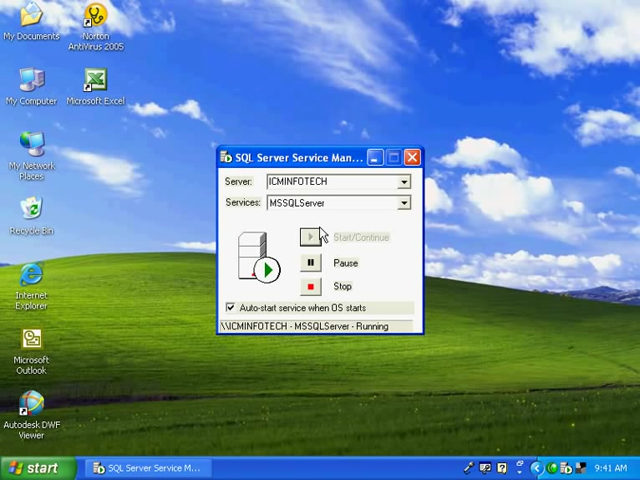 My Documents
Norton
AntiVirus 2005
My Computer
Microsoft Excel
My Network
Places
Recycle Bin
Internet
Explorer
Microsoft
Outlook
Autodesk DWF
Viewer
SQL Server Service Man...
Server:
ICMINFOTECH
Services:
MSSQLServer
Start/Continue
Pause
Stop
Auto-start service when OS starts
\\ICMINFOTECH - MSSQLServer - Running
start
SQL Server Service M...
9:41 AM